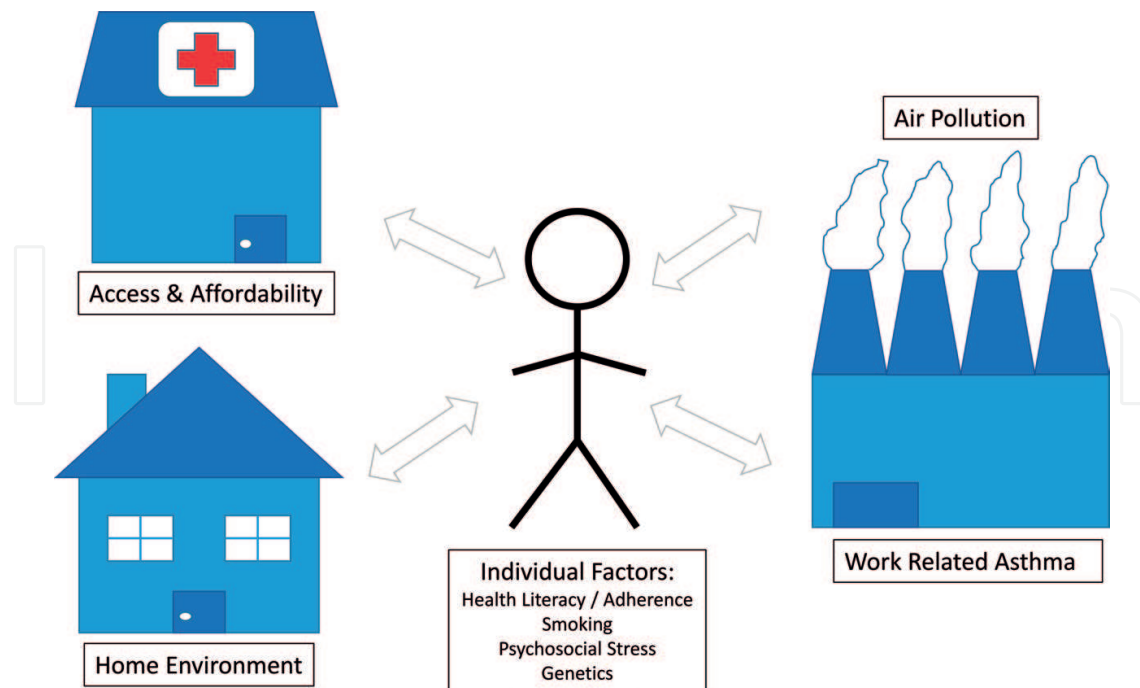 Air Pollution
Access & Affordability
Work Related Asthma
Home Environment
Individual Factors:
Health Literacy / Adherence
Smoking
Psychosocial Stress
Genetics